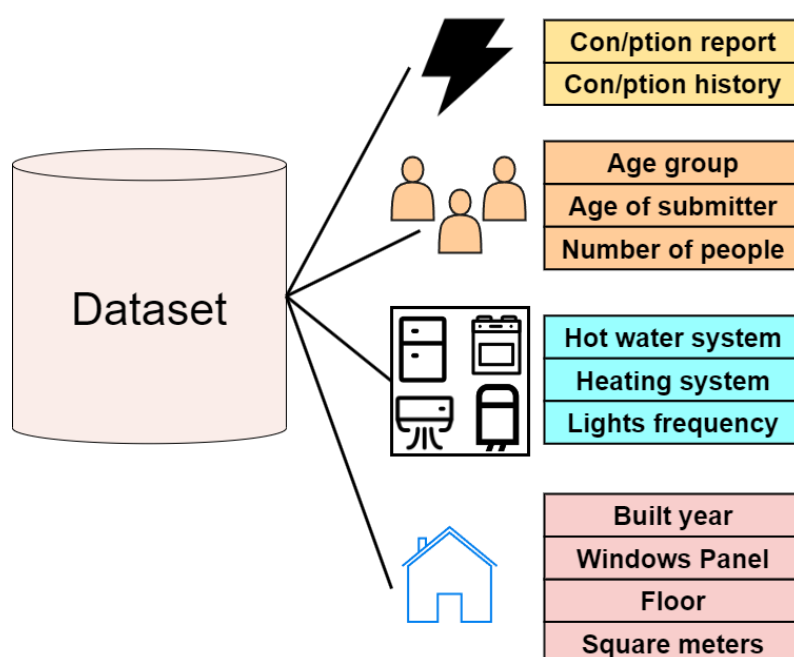 Con/ption report
Con/ption history
Age group
Age of submitter
Number of people
Dataset
Hot water system
Heating system
Lights frequency
Built year
Windows Panel
Floor
Square meters